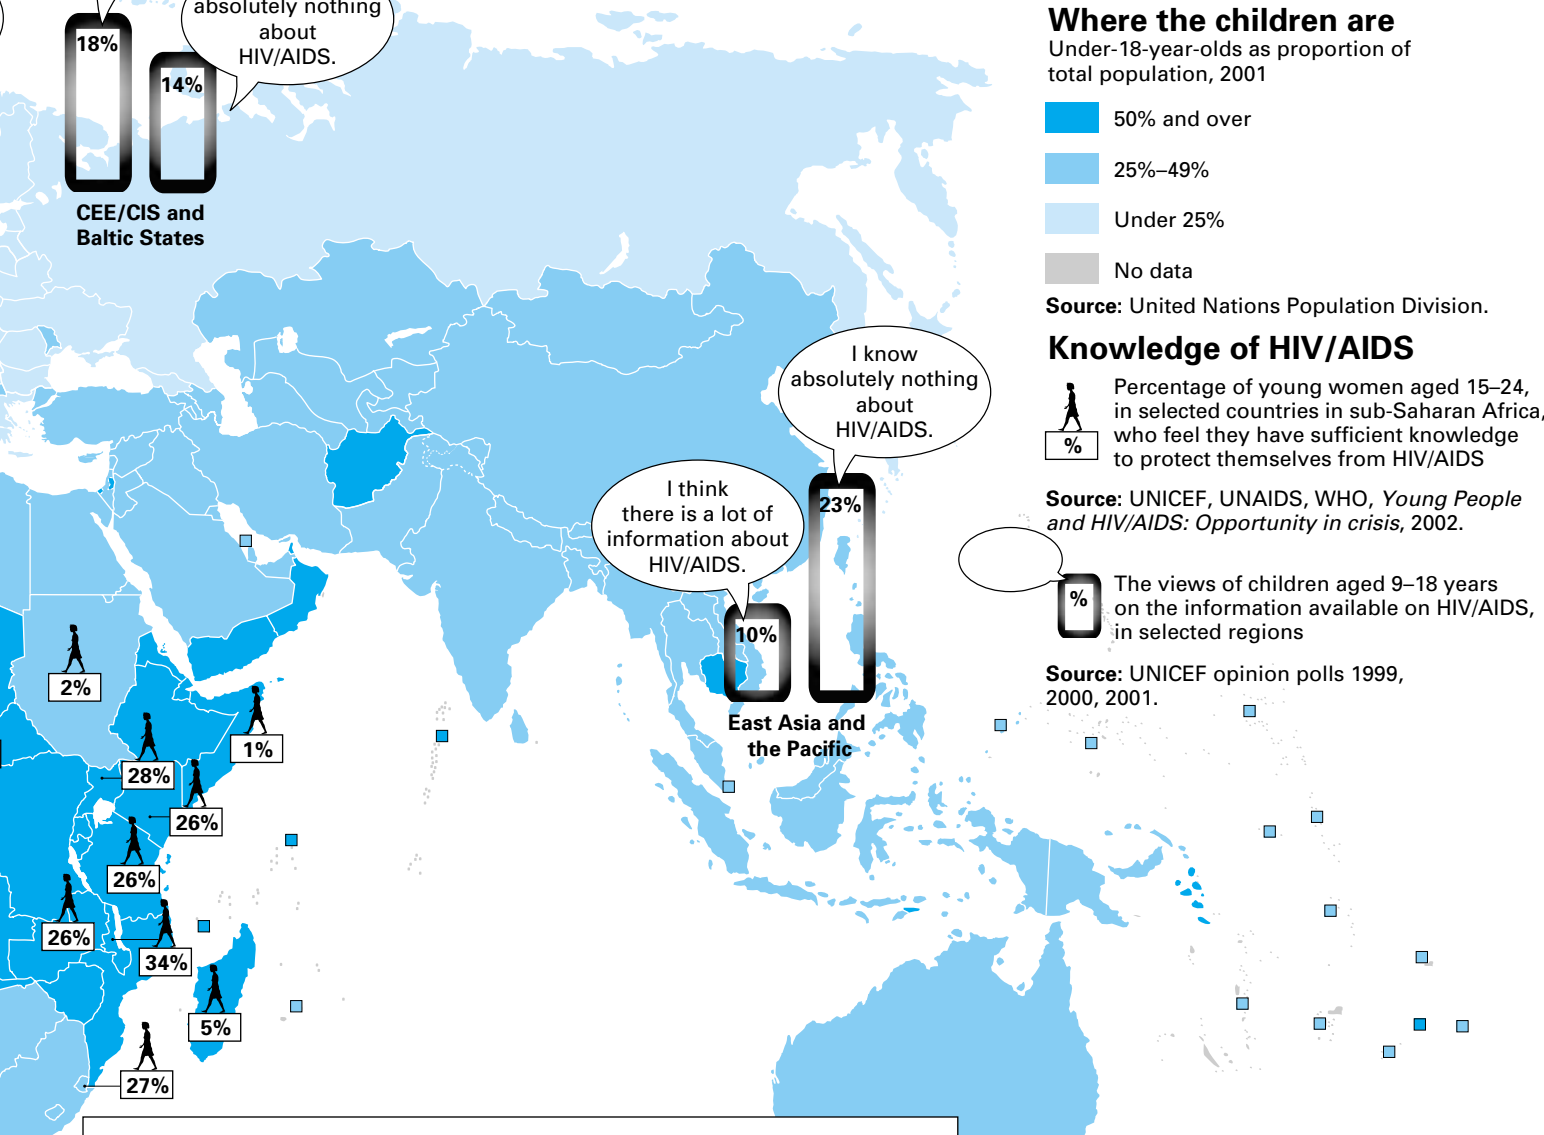 absolutely nothing
about
HIV/AIDS.
18%
14%
CEE/CIS and
Baltic States
Where the children are
Under-18-year-olds as proportion of
total population, 2001
50% and over
25%–49%
Under 25%
No data
Source: United Nations Population Division.
Knowledge of HIV/AIDS
Percentage of young women aged 15–24,
in selected countries in sub-Saharan Africa,
who feel they have sufficient knowledge
to protect themselves from HIV/AIDS
%
Source: UNICEF, UNAIDS, WHO, Young People
and HIV/AIDS: Opportunity in crisis, 2002.
%
The views of children aged 9–18 years
on the information available on HIV/AIDS,
in selected regions
Source: UNICEF opinion polls 1999,
2000, 2001.
I know
absolutely nothing
about
HIV/AIDS.
23%
I think
there is a lot of
information about
HIV/AIDS.
10%
East Asia and
the Pacific
2%
1%
28%
26%
26%
26%
34%
5%
27%